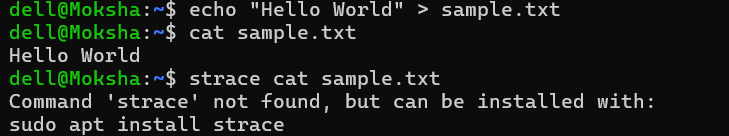 dell@Moksha:~$ echo "Hello World" > sample.txt
dell@Moksha:~$ cat sample.txt
Hello World
dell@Moksha:~$ strace cat sample.txt
Command 'strace' not found, but can be installed with:
sudo apt install strace